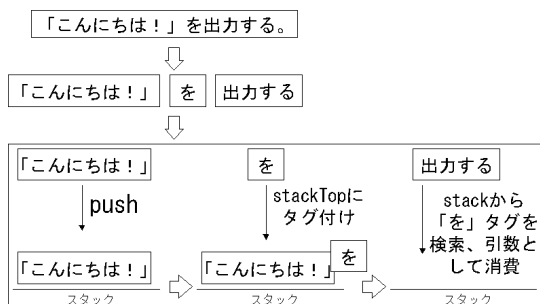 「こんにちは！」を出力する。
「こんにちは！」 を 出力する
「こんにちは！」 を 出力する
push
stackTopに
タグ付け
stackから
「を」タグを
検索、引数と
して消費
「こんにちは！」
「こんにちは！」 を
スタック スタック スタック